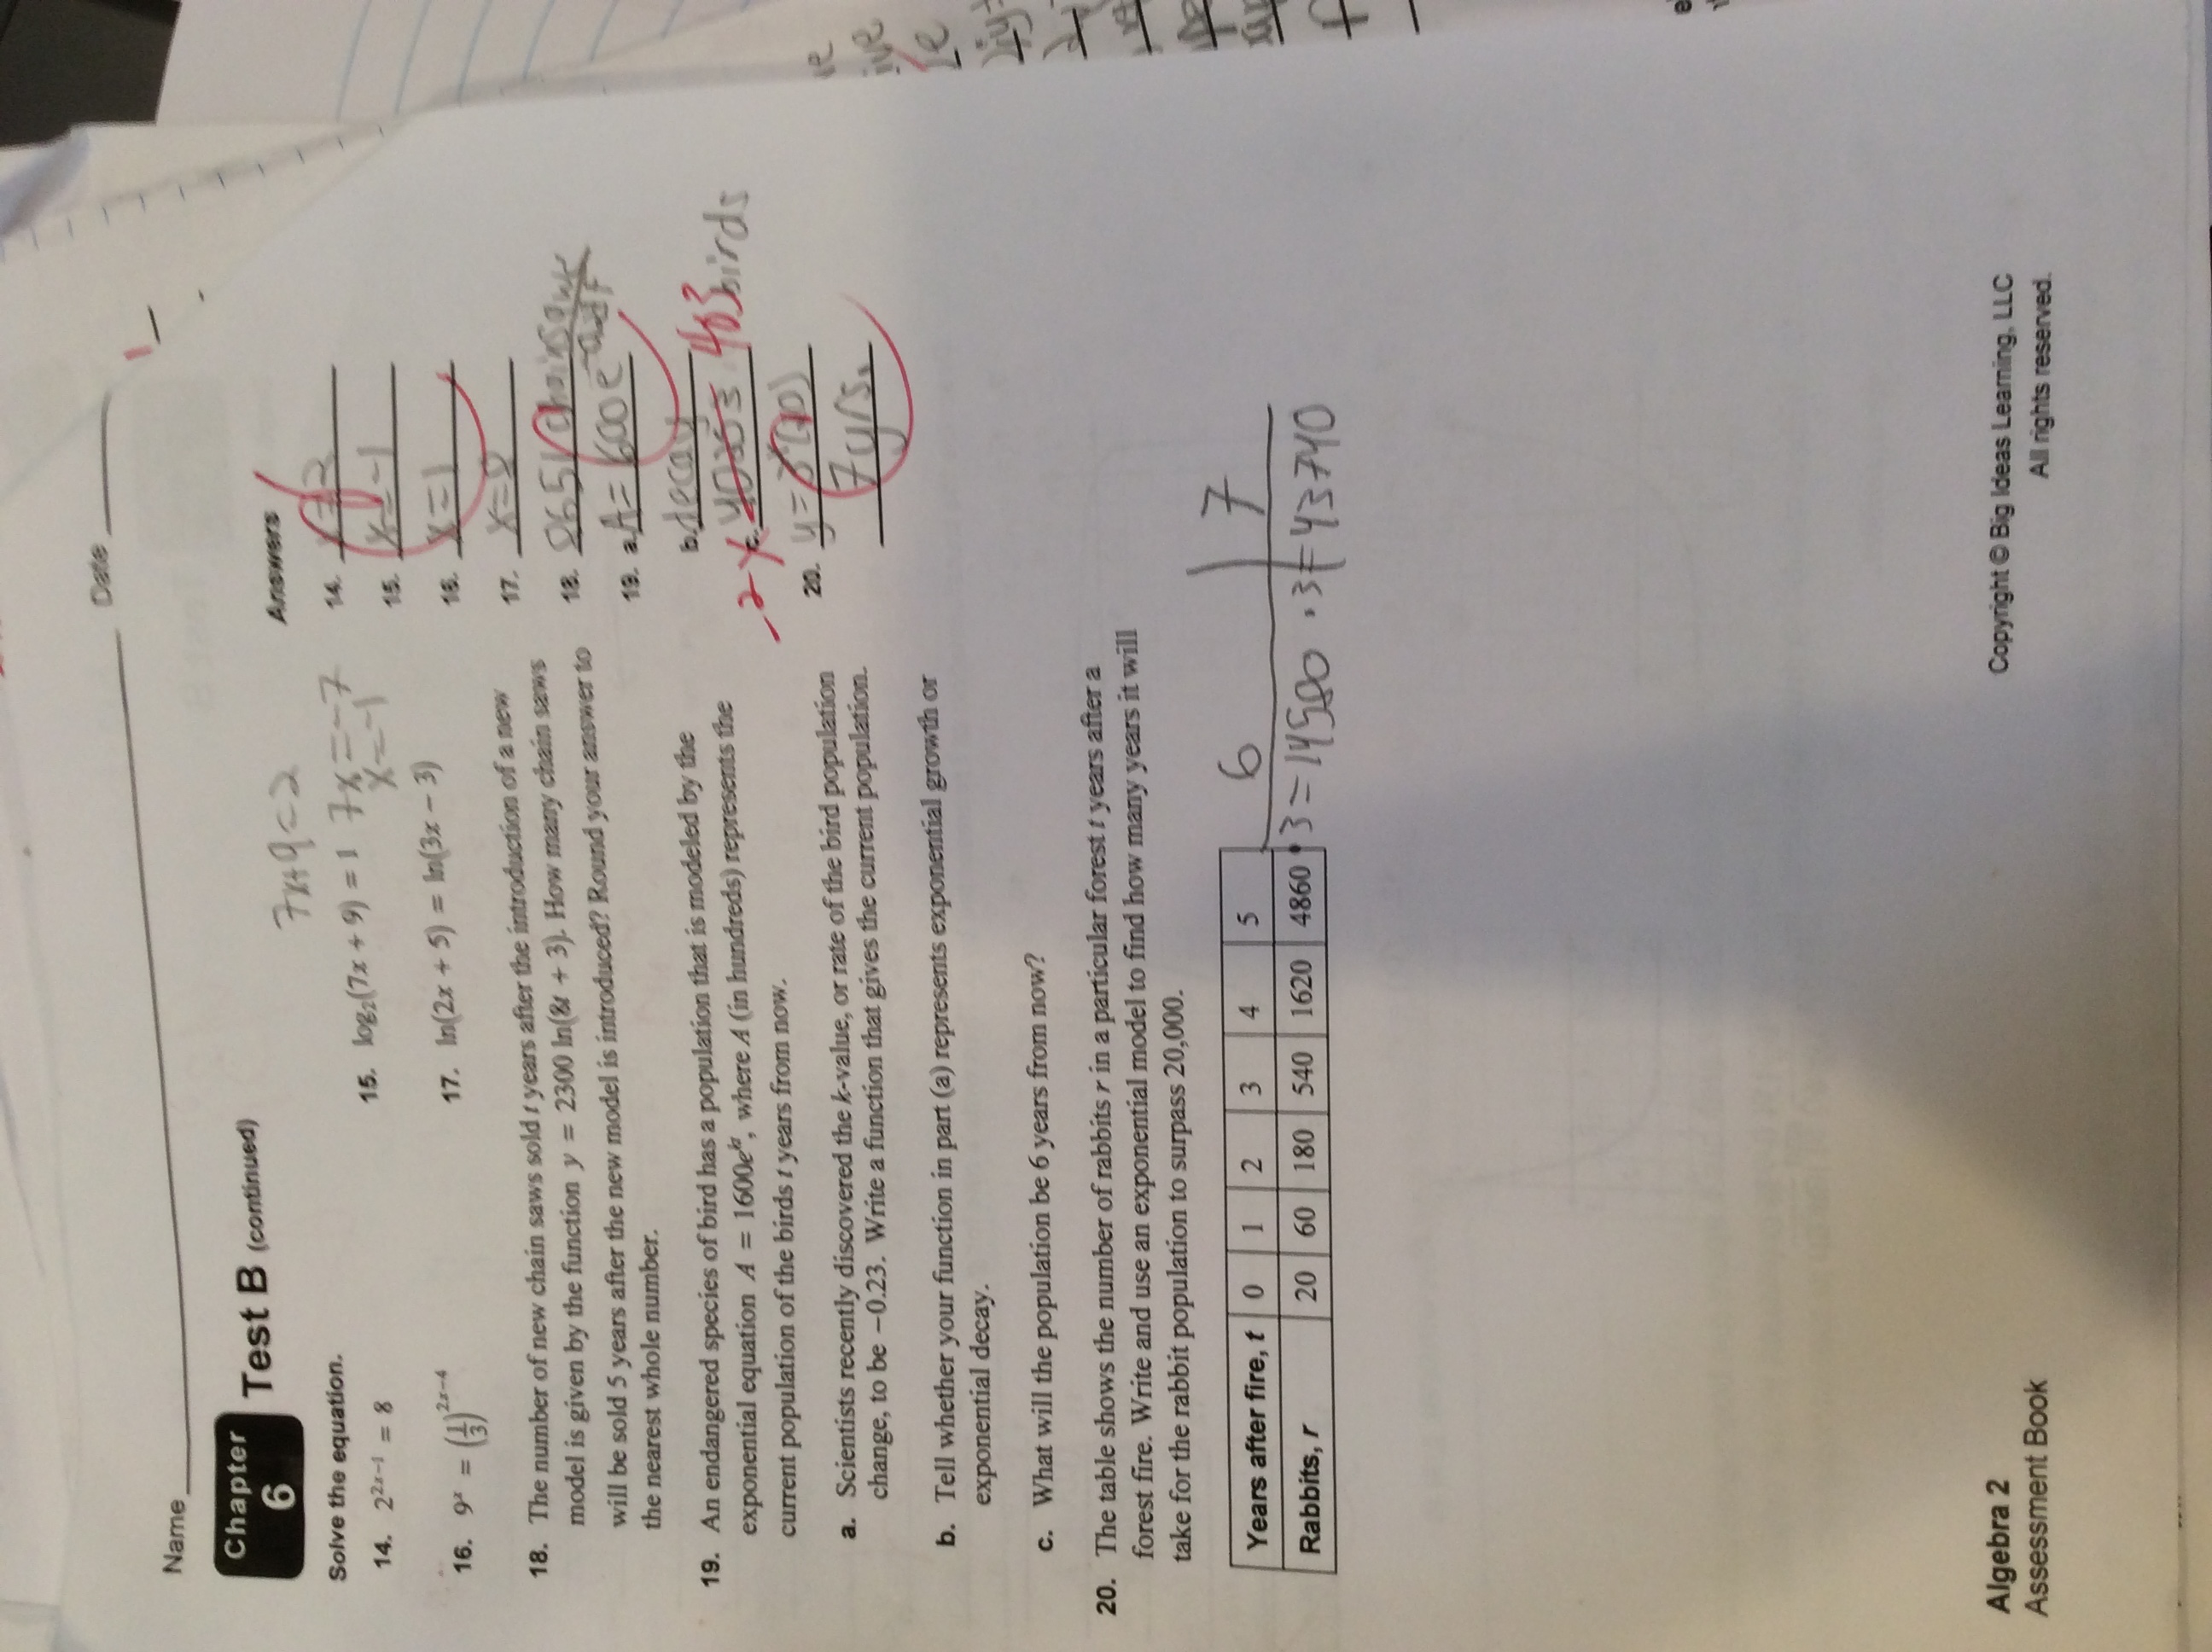 Date
Name
Chapter
6
Test B (continued)
Answers
7x+9=2
Solve the equation.
14. 2^{2x-1} = 8
15. log₂(7x + 9) = 1 7x=-7
x=-1
16. 9^x = (1/3)^{2x-4}
17. ln(2x + 5) = ln(3x - 3)
18. The number of new chain saws sold t years after the introduction of a new
model is given by the function y = 2300 ln(8t + 3). How many chain saws
will be sold 5 years after the new model is introduced? Round your answer to
the nearest whole number.
19. An endangered species of bird has a population that is modeled by the
exponential equation A = 1600e^{kt}, where A (in hundreds) represents the
current population of the birds t years from now.
a. Scientists recently discovered the k-value, or rate of the bird population
change, to be −0.23. Write a function that gives the current population.
b. Tell whether your function in part (a) represents exponential growth or
exponential decay.
c. What will the population be 6 years from now?
20. The table shows the number of rabbits r in a particular forest t years after a
forest fire. Write and use an exponential model to find how many years it will
take for the rabbit population to surpass 20,000.
Years after fire, t 0 1 2 3 4 5 6 7
Rabbits, r 20 60 180 540 1620 4860 ·3=14580 ·3=43740
14. x=2
15. x=-1
16. x=1
17. x=8
18. 8651 chainsaws
19. a. A=
b. decay
-2 X c. 403 birds
20. y=
7yrs.
Algebra 2
Assessment Book
Copyright © Big Ideas Learning, LLC
All rights reserved.